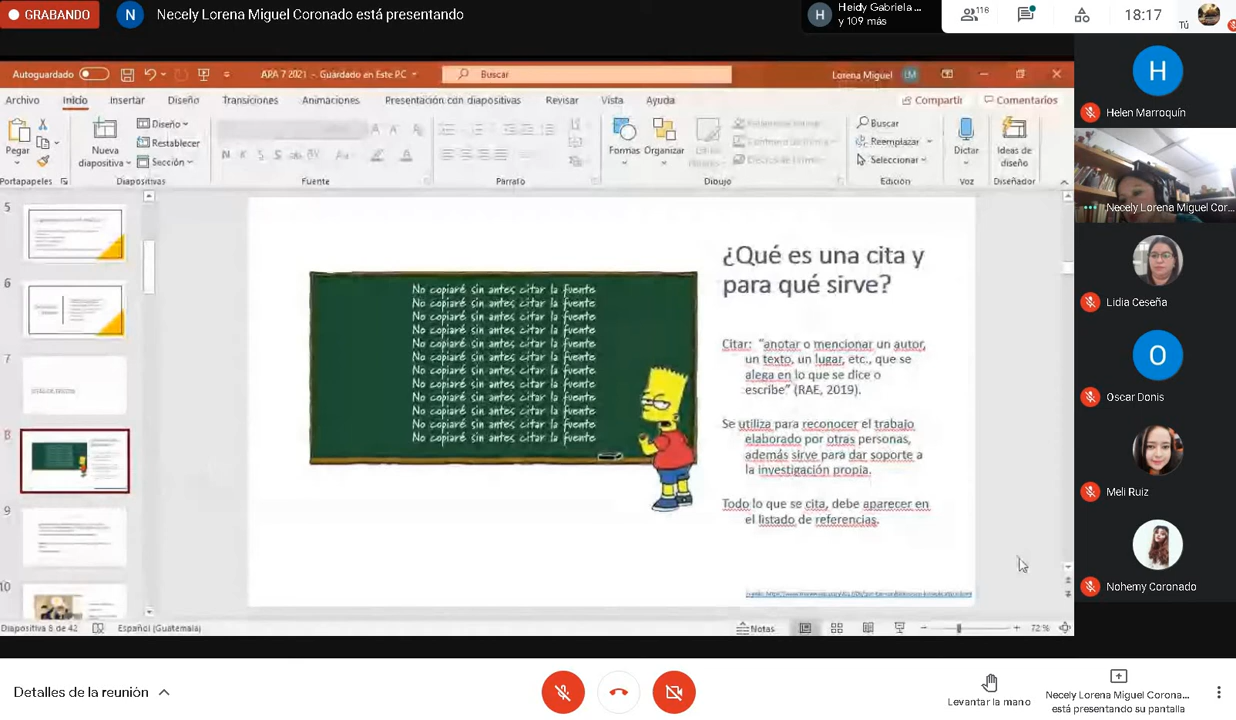 GRABANDO
N
Necely Lorena Miguel Coronado está presentando
H
Heidy Gabriela ...
y 109 más
116
18:17
Tú
Autoguardado
APA 7 2021 - Guardado en Este PC
Buscar
Lorena Miguel
LM
Archivo
Inicio
Insertar
Diseño
Transiciones
Animaciones
Presentación con diapositivas
Revisar
Vista
Ayuda
Compartir
Comentarios
Pegar
Nueva
diapositiva
Diseño
Restablecer
Sección
Formas
Organizar
Buscar
Reemplazar
Seleccionar
Dictar
Ideas de
diseño
Portapapeles
Diapositivas
Fuente
Párrafo
Dibujo
Edición
Voz
Diseñador
5
6
7
8
9
10
No copiaré sin antes citar la fuente
No copiaré sin antes citar la fuente
No copiaré sin antes citar la fuente
No copiaré sin antes citar la fuente
No copiaré sin antes citar la fuente
No copiaré sin antes citar la fuente
No copiaré sin antes citar la fuente
No copiaré sin antes citar la fuente
No copiaré sin antes citar la fuente
No copiaré sin antes citar la fuente
No copiaré sin antes citar la fuente
No copiaré sin antes citar la fuente
¿Qué es una cita y
para qué sirve?
Citar: “anotar o mencionar un autor,
un texto, un lugar, etc., que se
alega en lo que se dice o
escribe” (RAE, 2019).
Se utiliza para reconocer el trabajo
elaborado por otras personas,
además sirve para dar soporte a
la investigación propia.
Todo lo que se cita, debe aparecer en
el listado de referencias.
Diapositiva 8 de 42
Español (Guatemala)
Notas
72 %
H
Helen Marroquín
Necely Lorena Miguel Cor...
Lidia Ceseña
O
Oscar Donis
Meli Ruiz
Nohemy Coronado
Detalles de la reunión
Levantar la mano
Necely Lorena Miguel Corona...
está presentando su pantalla